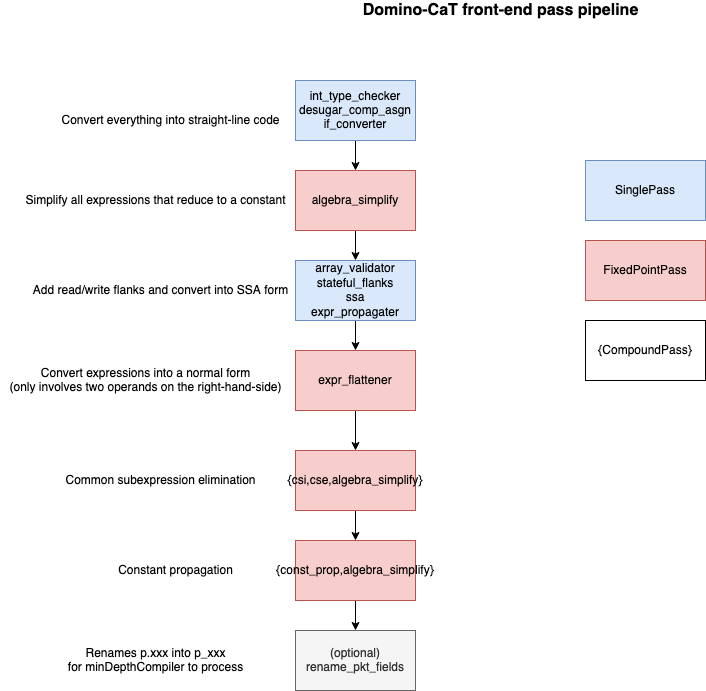 Domino-CaT front-end pass pipeline
Convert everything into straight-line code
int_type_checker
desugar_comp_asgn
if_converter
Simplify all expressions that reduce to a constant
algebra_simplify
Add read/write flanks and convert into SSA form
array_validator
stateful_flanks
ssa
expr_propagater
Convert expressions into a normal form
(only involves two operands on the right-hand-side)
expr_flattener
Common subexpression elimination
{csi,cse,algebra_simplify}
Constant propagation
{const_prop,algebra_simplify}
Renames p.xxx into p_xxx
for minDepthCompiler to process
(optional)
rename_pkt_fields
SinglePass
FixedPointPass
{CompoundPass}